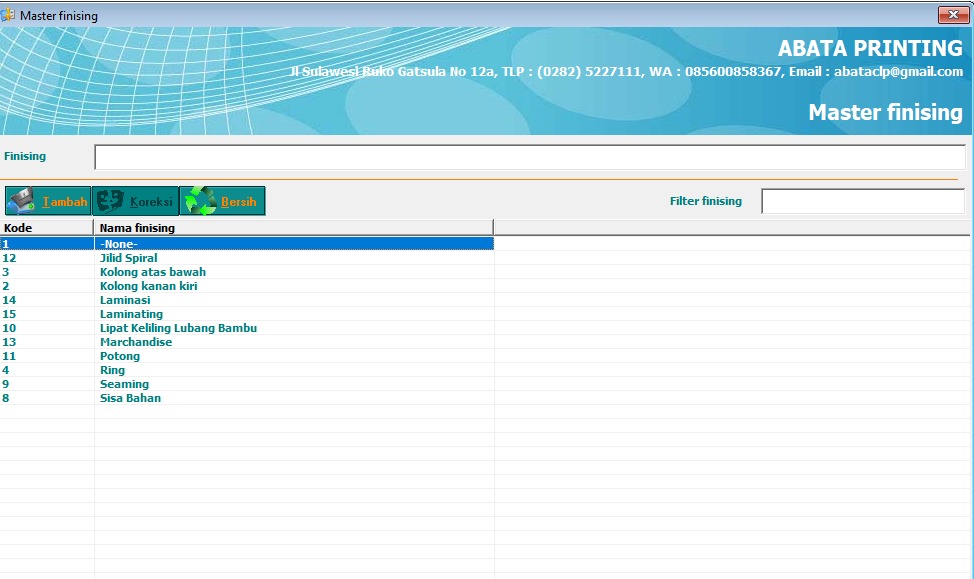 Master finising
ABATA PRINTING
Jl Sulawesi Ruko Gatsula No 12a, TLP : (0282) 5227111, WA : 085600858367, Email : abataclp@gmail.com
Master finising
Finising
Tambah Koreksi Bersih Filter finising
Kode Nama finising
1 -None-
12 Jilid Spiral
3 Kolong atas bawah
2 Kolong kanan kiri
14 Laminasi
15 Laminating
10 Lipat Keliling Lubang Bambu
13 Marchandise
11 Potong
4 Ring
9 Seaming
8 Sisa Bahan